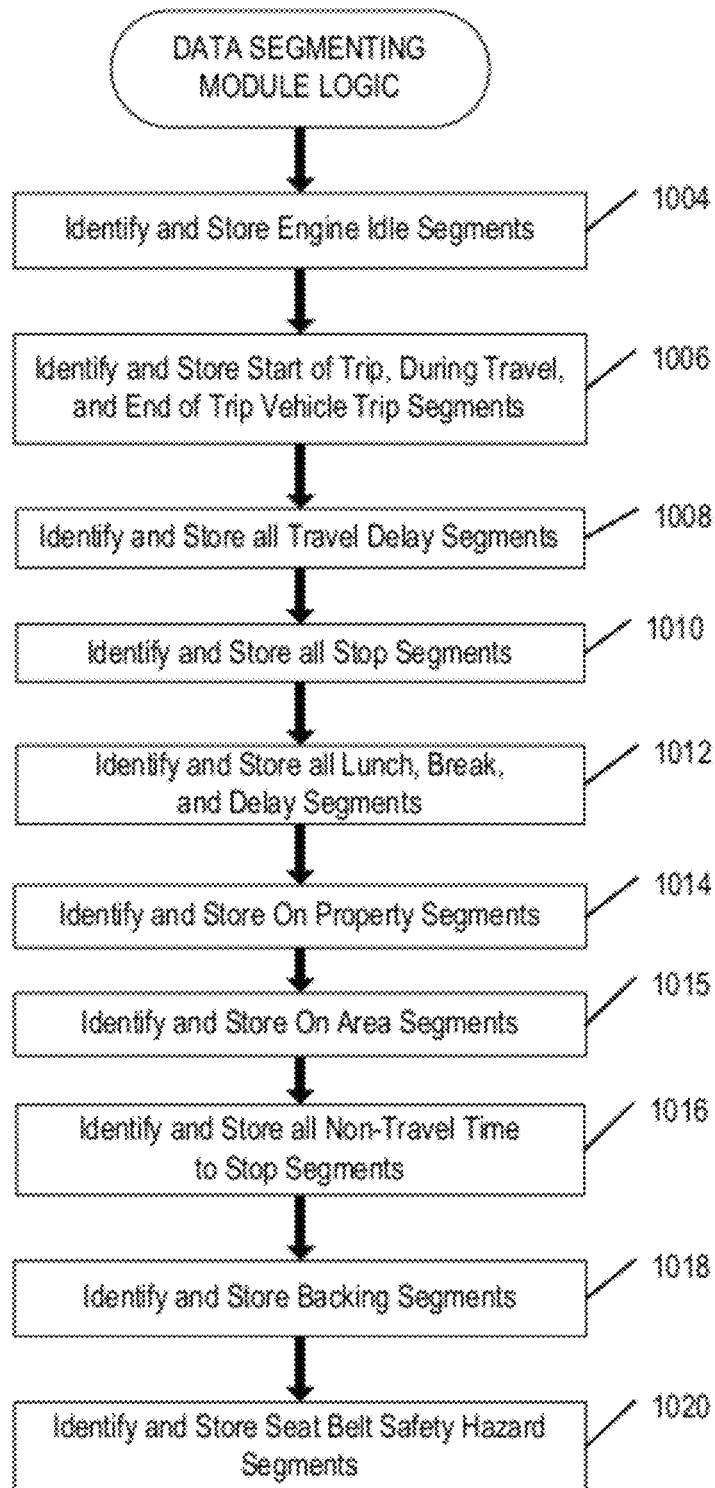 DATA SEGMENTING
MODULE LOGIC
1004
Identify and Store Engine Idle Segments
1006
Identify and Store Start of Trip, During Travel,
and End of Trip Vehicle Trip Segments
1008
Identify and Store all Travel Delay Segments
1010
Identify and Store all Stop Segments
1012
Identify and Store all Lunch, Break,
and Delay Segments
1014
Identify and Store On Property Segments
1015
Identify and Store On Area Segments
1016
Identify and Store all Non-Travel Time
to Stop Segments
1018
Identify and Store Backing Segments
1020
Identify and Store Seat Belt Safety Hazard
Segments